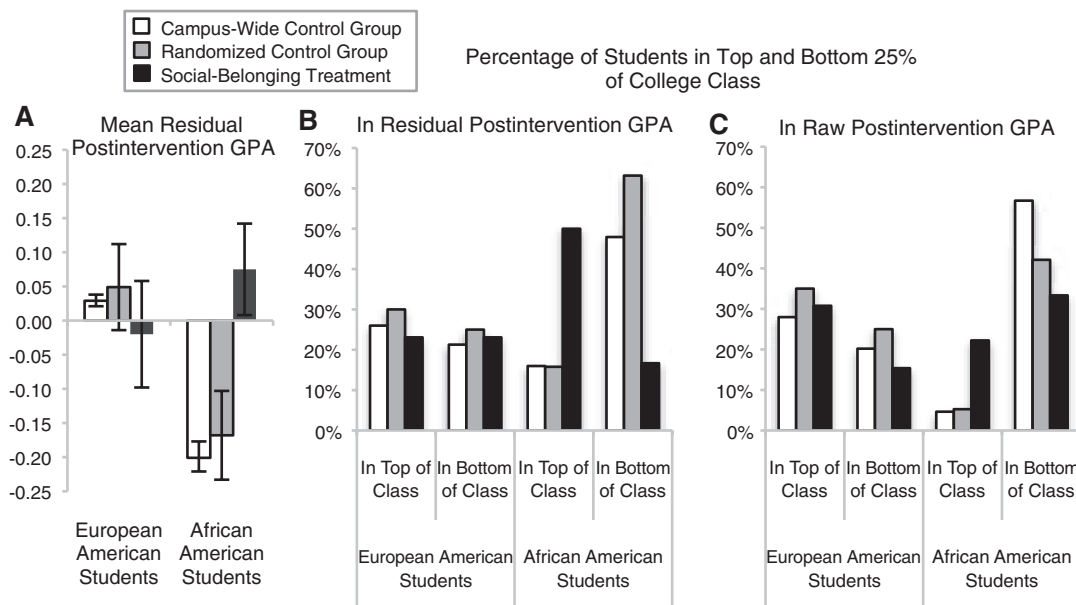 Campus-Wide Control Group
Randomized Control Group
Social-Belonging Treatment
Percentage of Students in Top and Bottom 25%
of College Class
A
Mean Residual
Postintervention GPA
0.25
0.20
0.15
0.10
0.05
0.00
-0.05
-0.10
-0.15
-0.20
-0.25
European
American
Students
African
American
Students
B
In Residual Postintervention GPA
70%
60%
50%
40%
30%
20%
10%
0%
In Top of
Class
In Bottom
of Class
In Top of
Class
In Bottom
of Class
European American
Students
African American
Students
C
In Raw Postintervention GPA
70%
60%
50%
40%
30%
20%
10%
0%
In Top of
Class
In Bottom
of Class
In Top of
Class
In Bottom
of Class
European American
Students
African American
Students